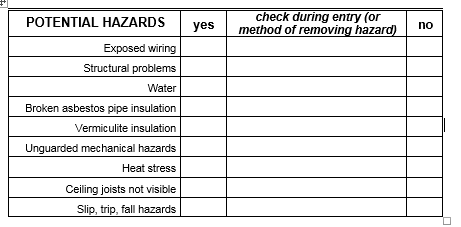 POTENTIAL HAZARDS yes check during entry (or method of removing hazard) no
Exposed wiring
Structural problems
Water
Broken asbestos pipe insulation
Vermiculite insulation
Unguarded mechanical hazards
Heat stress
Ceiling joists not visible
Slip, trip, fall hazards